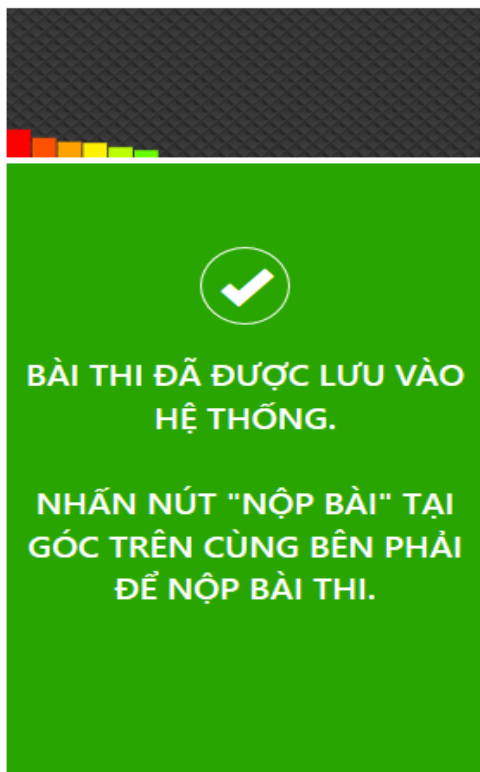 BÀI THI ĐÃ ĐƯỢC LƯU VÀO
HỆ THỐNG.
NHẤN NÚT "NỘP BÀI" TẠI
GÓC TRÊN CÙNG BÊN PHẢI
ĐỂ NỘP BÀI THI.